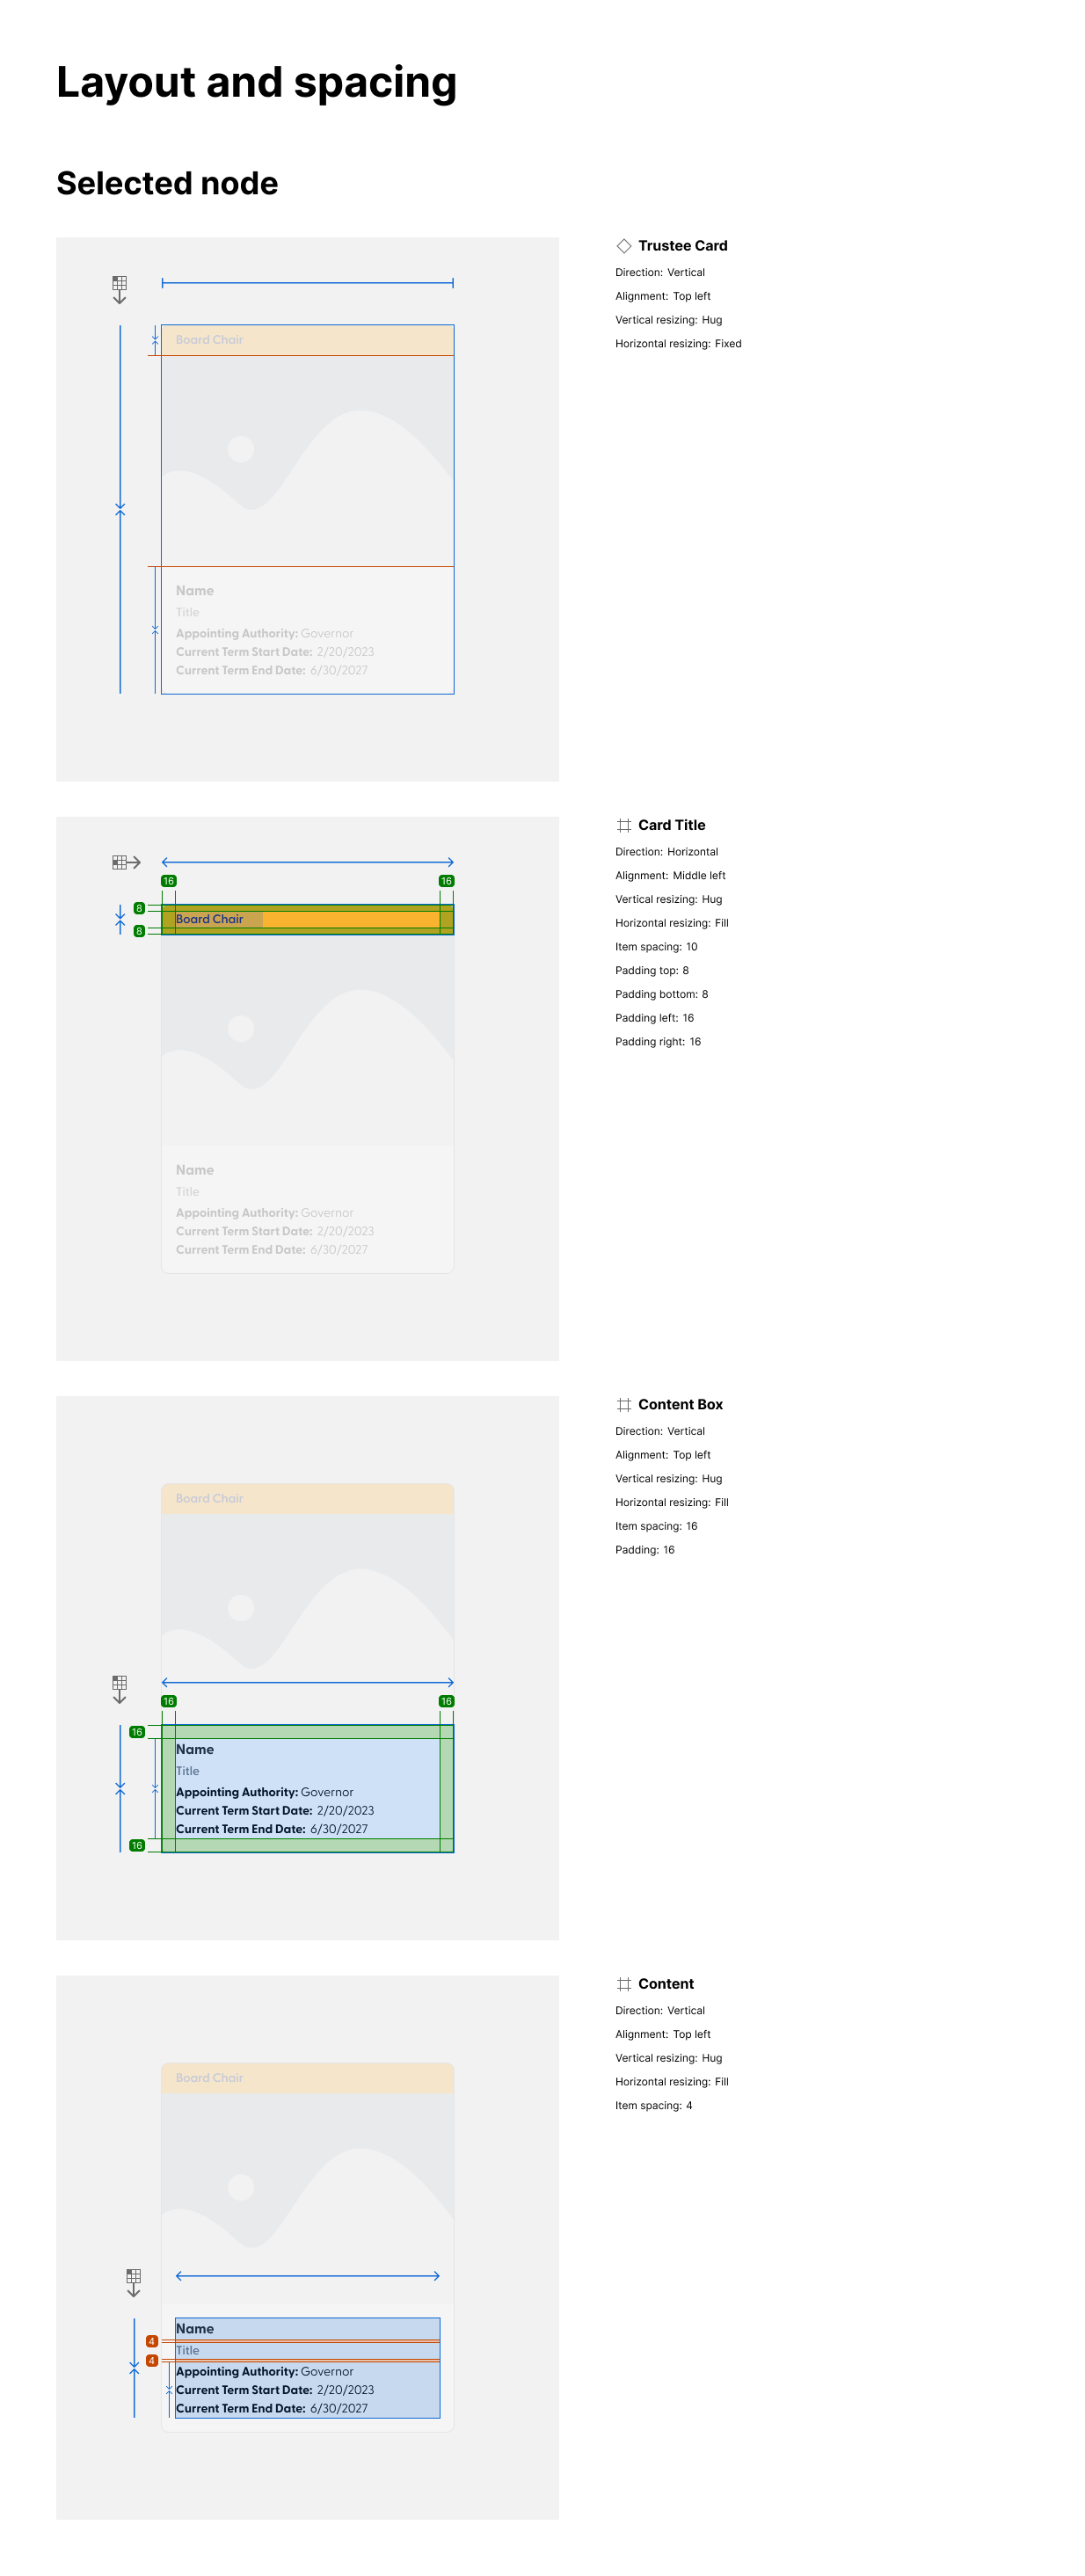 Layout and spacing
Selected node
Trustee Card
Direction: Vertical
Alignment: Top left
Vertical resizing: Hug
Horizontal resizing: Fixed
Board Chair
Name
Title
Appointing Authority: Governor
Current Term Start Date: 2/20/2023
Current Term End Date: 6/30/2027
Card Title
Direction: Horizontal
Alignment: Middle left
Vertical resizing: Hug
Horizontal resizing: Fill
Item spacing: 10
Padding top: 8
Padding bottom: 8
Padding left: 16
Padding right: 16
16 16
8
Board Chair
8
Name
Title
Appointing Authority: Governor
Current Term Start Date: 2/20/2023
Current Term End Date: 6/30/2027
Content Box
Direction: Vertical
Alignment: Top left
Vertical resizing: Hug
Horizontal resizing: Fill
Item spacing: 16
Padding: 16
Board Chair
16 16
16
Name
Title
Appointing Authority: Governor
Current Term Start Date: 2/20/2023
Current Term End Date: 6/30/2027
16
Content
Direction: Vertical
Alignment: Top left
Vertical resizing: Hug
Horizontal resizing: Fill
Item spacing: 4
Board Chair
Name
4
Title
4
Appointing Authority: Governor
Current Term Start Date: 2/20/2023
Current Term End Date: 6/30/2027